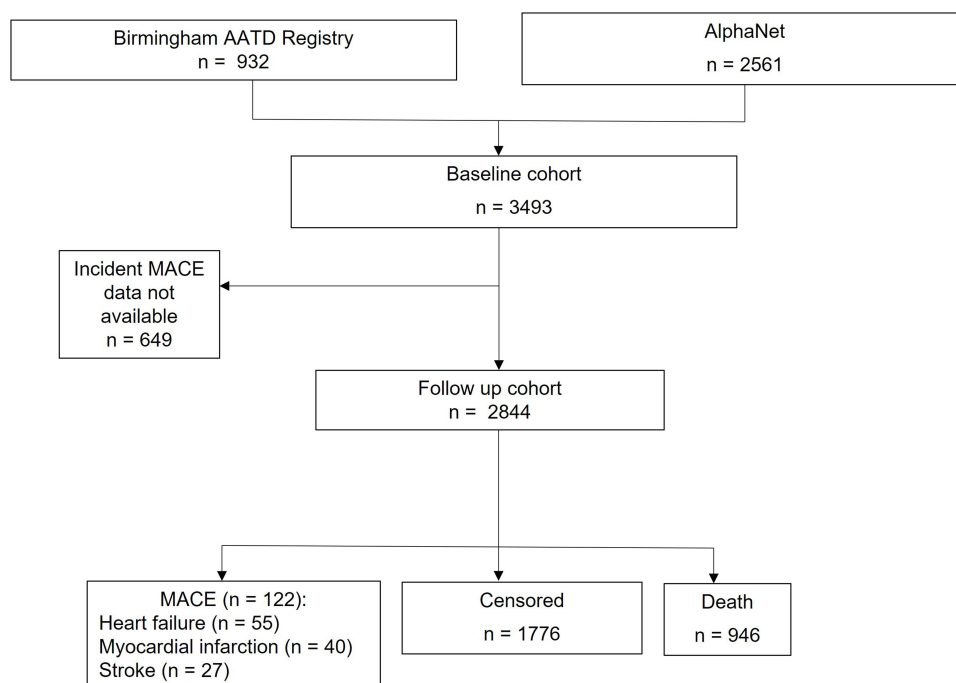 Birmingham AATD Registry
n = 932
AlphaNet
n = 2561
Baseline cohort
n = 3493
Incident MACE
data not
available
n = 649
Follow up cohort
n = 2844
MACE (n = 122):
Heart failure (n = 55)
Myocardial infarction (n = 40)
Stroke (n = 27)
Censored
n = 1776
Death
n = 946